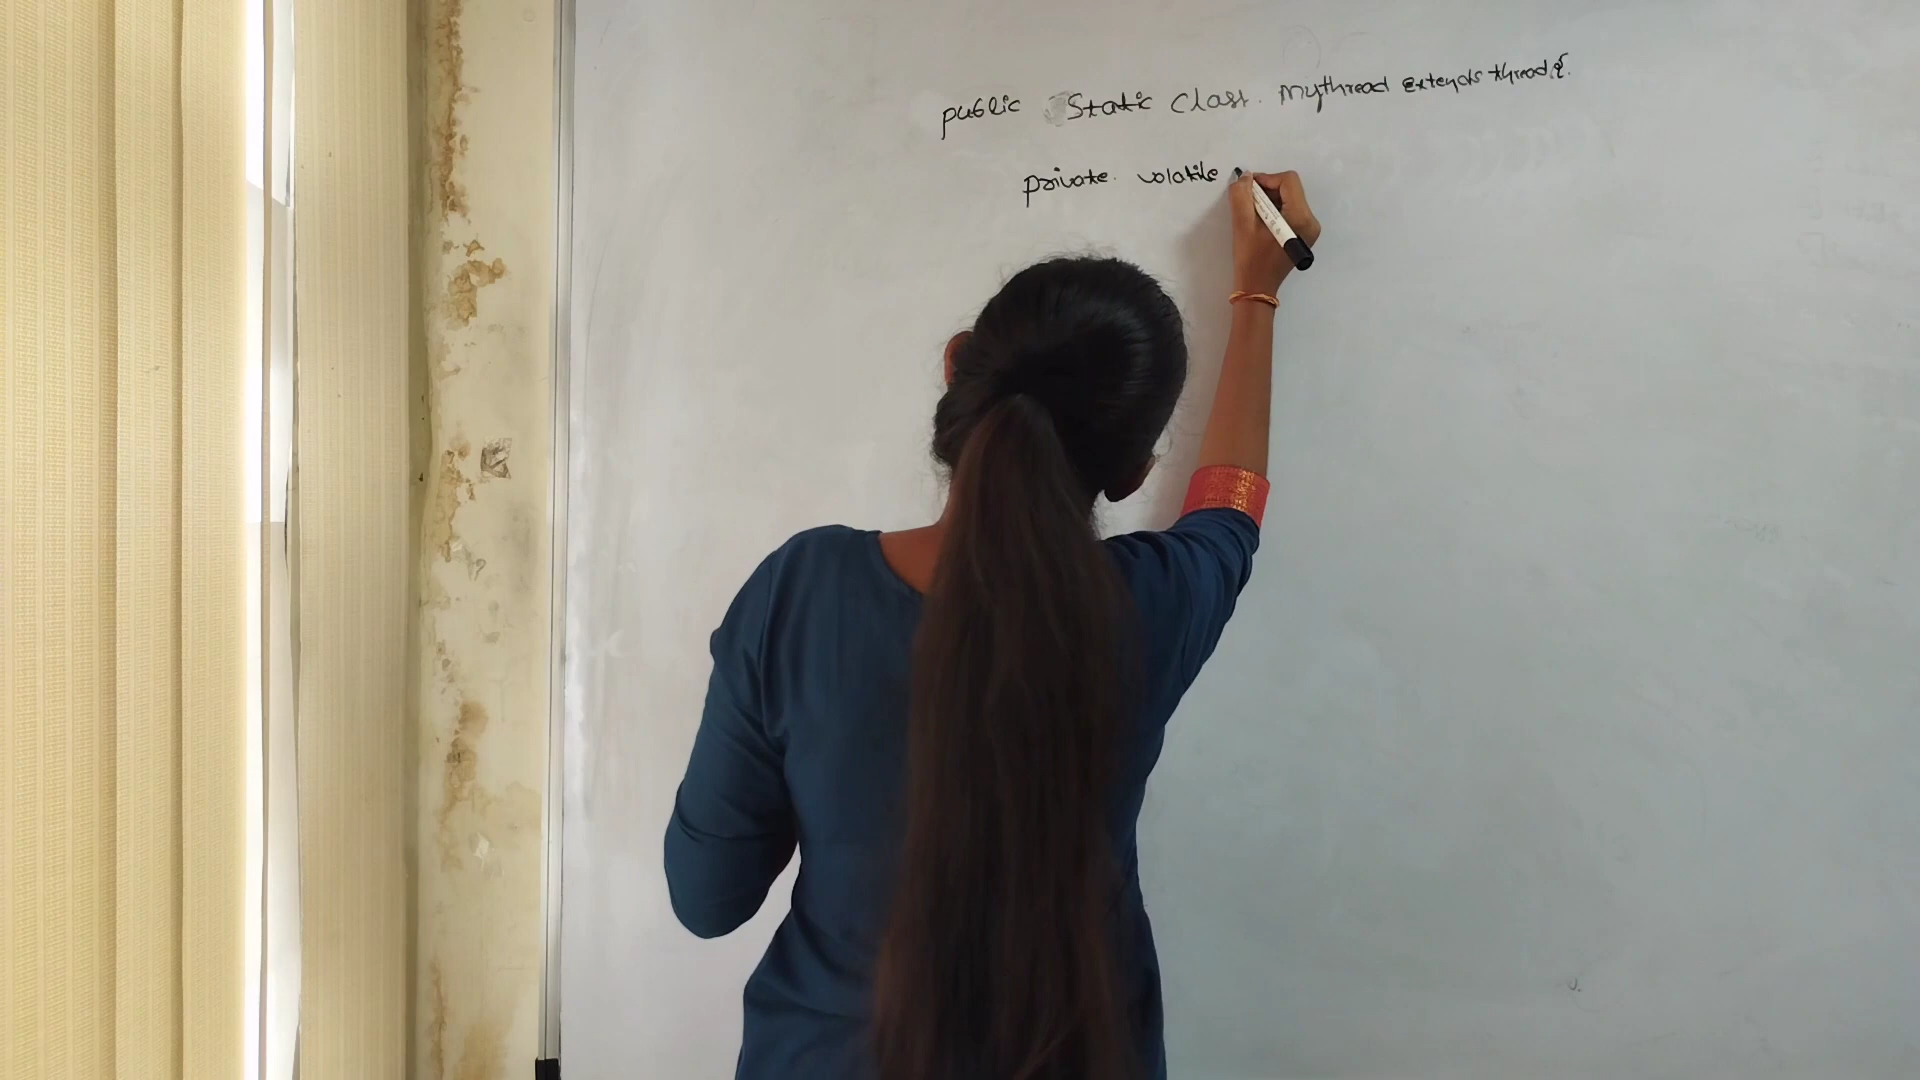 public Static Class. Mythread extends thread{.
private. volatile